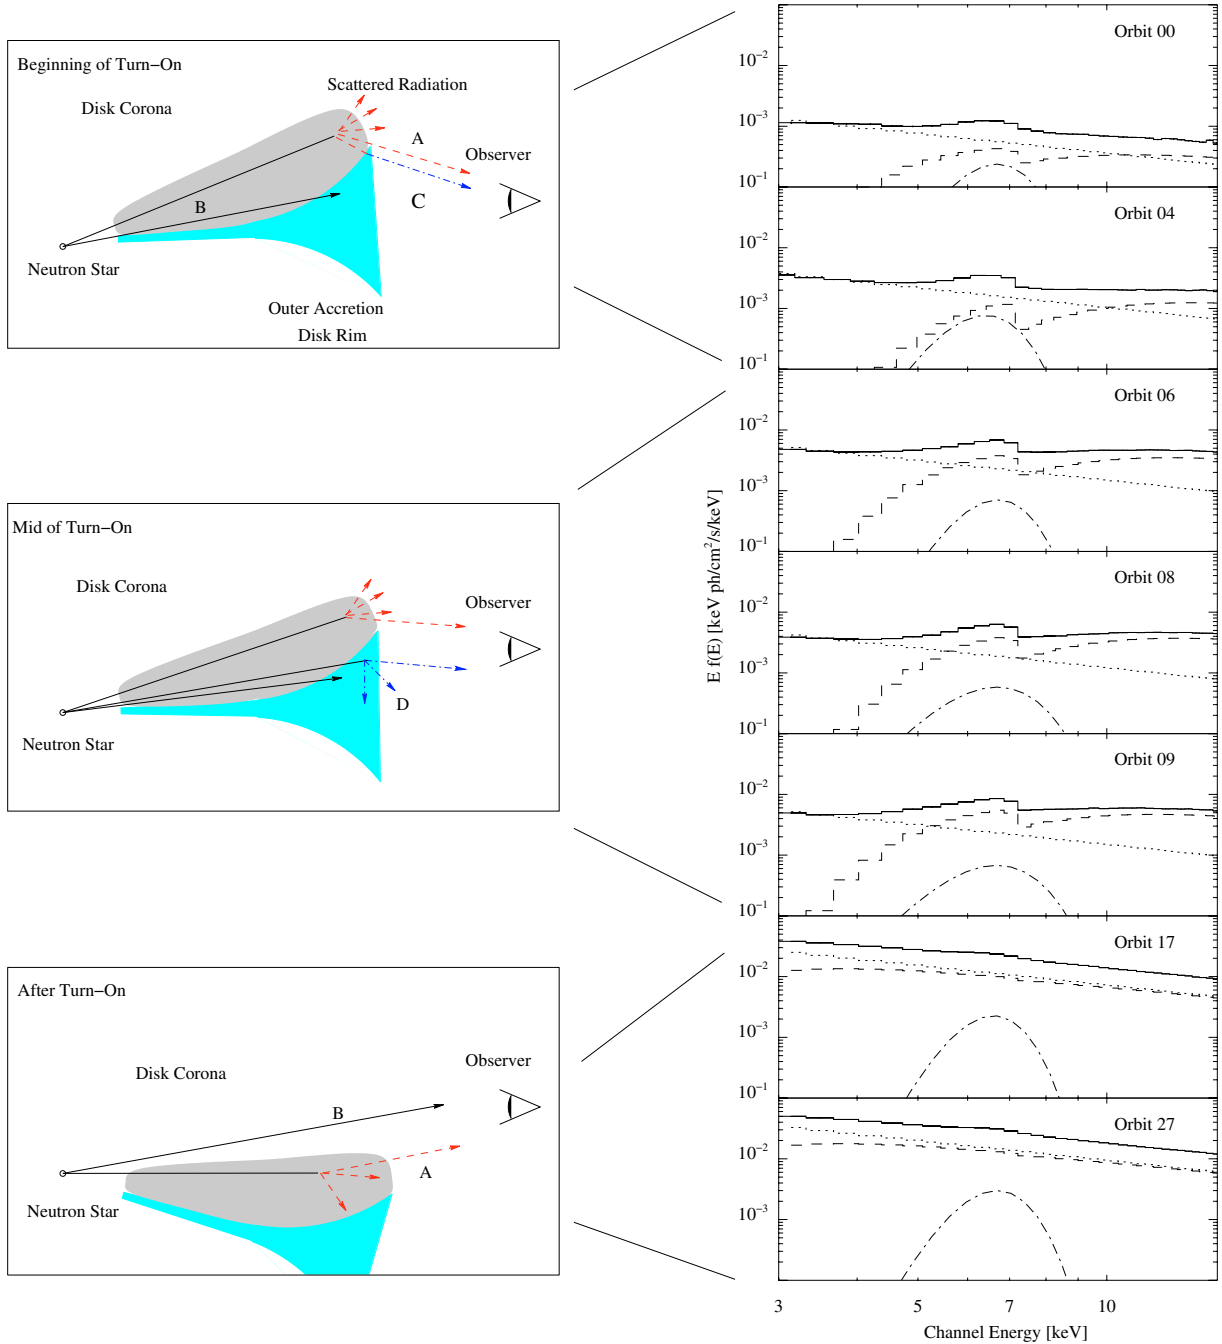 Beginning of Turn−On
Disk Corona
Scattered Radiation
A
Observer
B
C
Neutron Star
Outer Accretion
Disk Rim
Mid of Turn−On
Disk Corona
Observer
D
Neutron Star
After Turn−On
Disk Corona
Observer
B
A
Neutron Star
Orbit 00
10−2
10−3
10−1
Orbit 04
10−2
10−3
10−1
Orbit 06
10−2
10−3
10−1
Orbit 08
10−2
10−3
10−1
Orbit 09
10−2
10−3
10−1
Orbit 17
10−2
10−3
10−1
Orbit 27
10−2
10−3
E f(E) [keV ph/cm2/s/keV]
3 5 7 10
Channel Energy [keV]